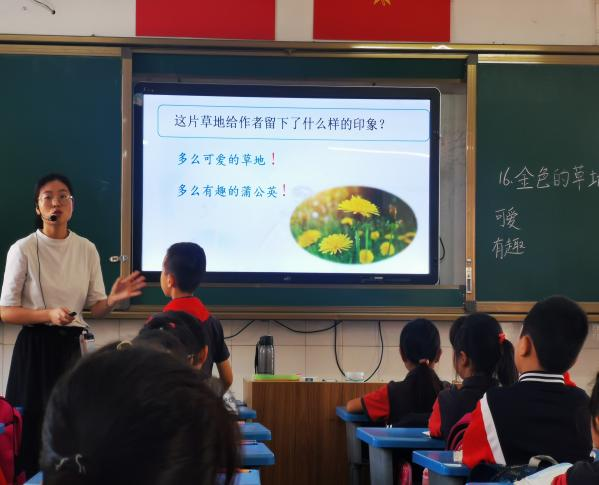 这片草地给作者留下了什么样的印象？
多么可爱的草地！
多么有趣的蒲公英！
16.金色的草地
可爱
有趣